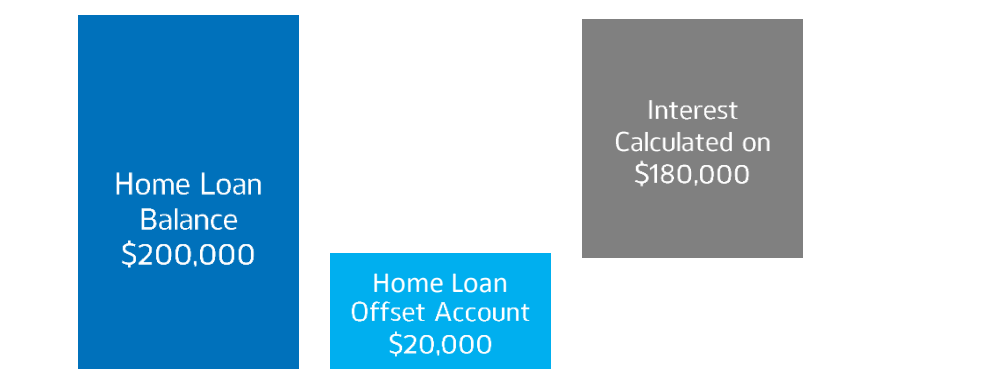 Home Loan
Balance
$200,000
Home Loan
Offset Account
$20,000
Interest
Calculated on
$180,000